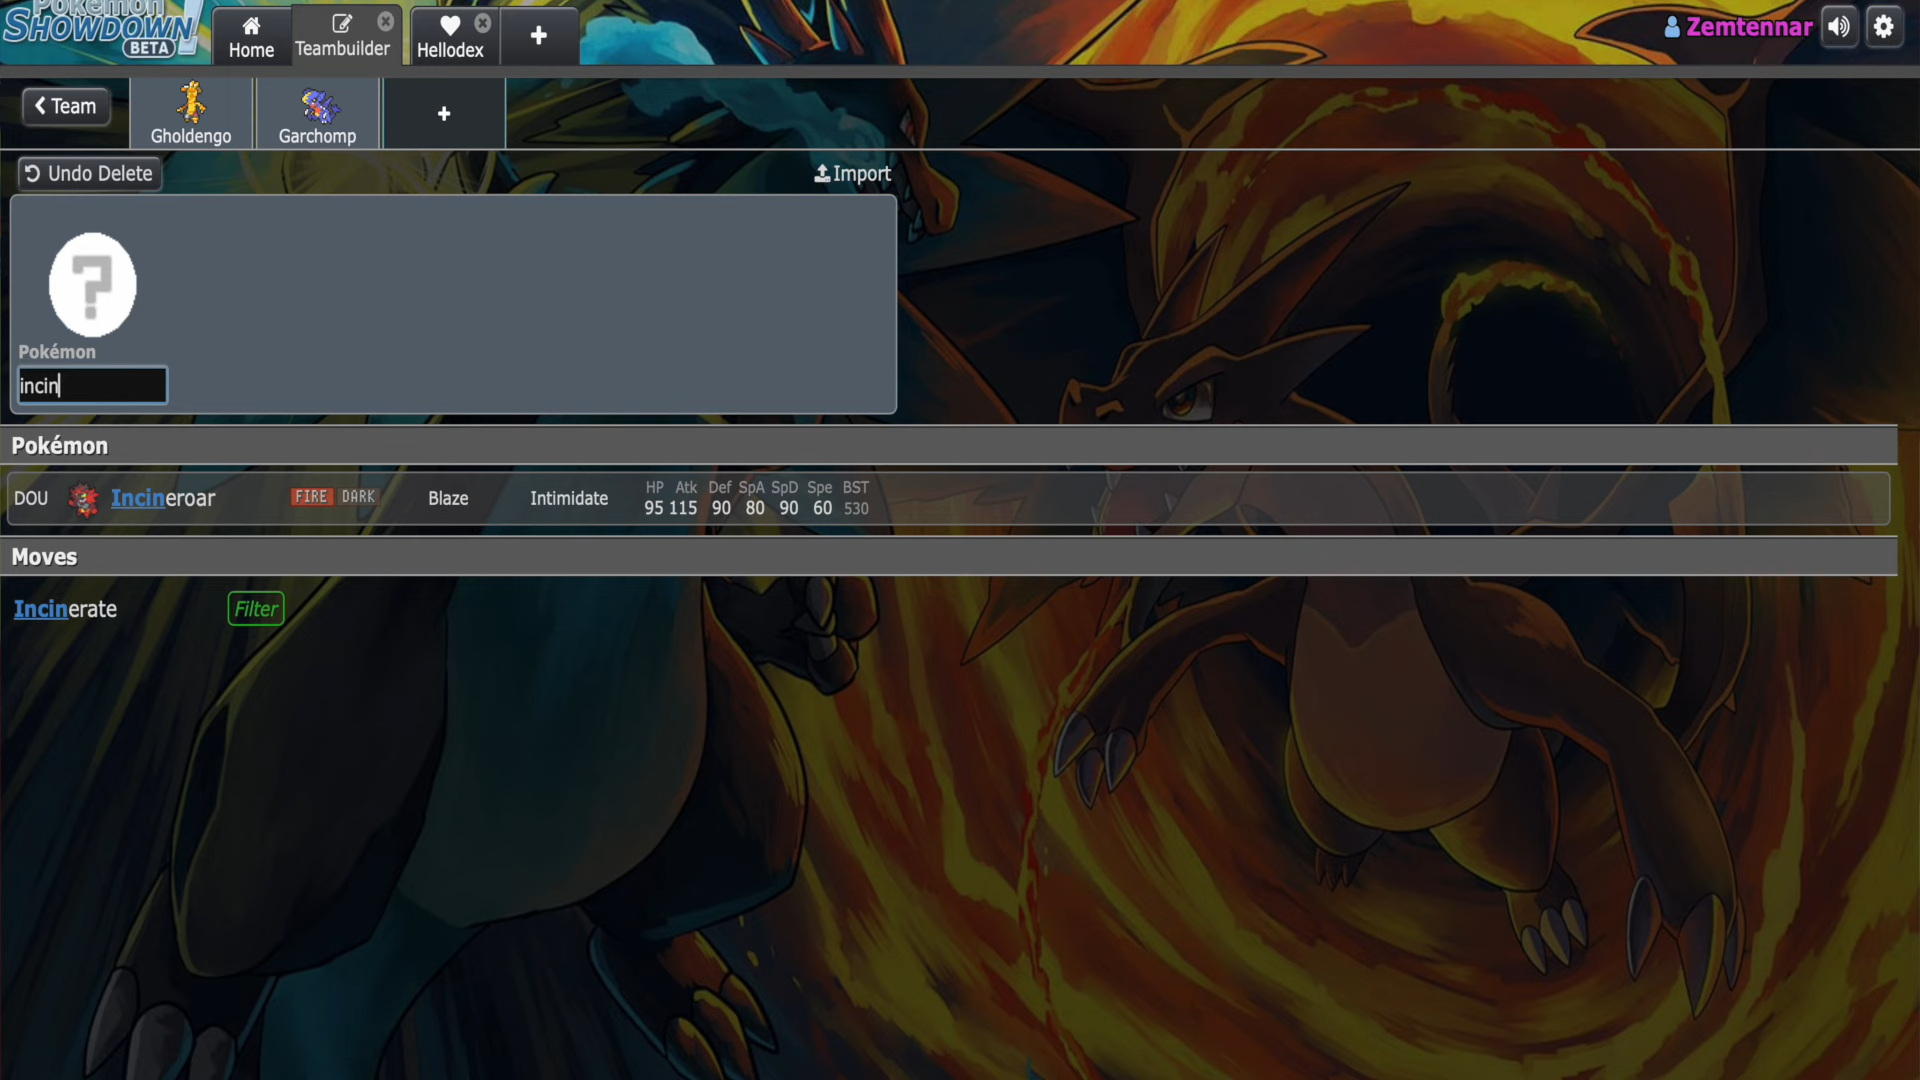 Pokémon
SHOWDOWN!
BETA
Home
Teambuilder
Hellodex
+
Zemtennar
Team
Gholdengo
Garchomp
+
Undo Delete
Import
?
Pokémon
incin
Pokémon
DOU Incineroar FIRE DARK Blaze Intimidate
HP Atk Def SpA SpD Spe BST
95 115 90 80 90 60 530
Moves
Incinerate Filter